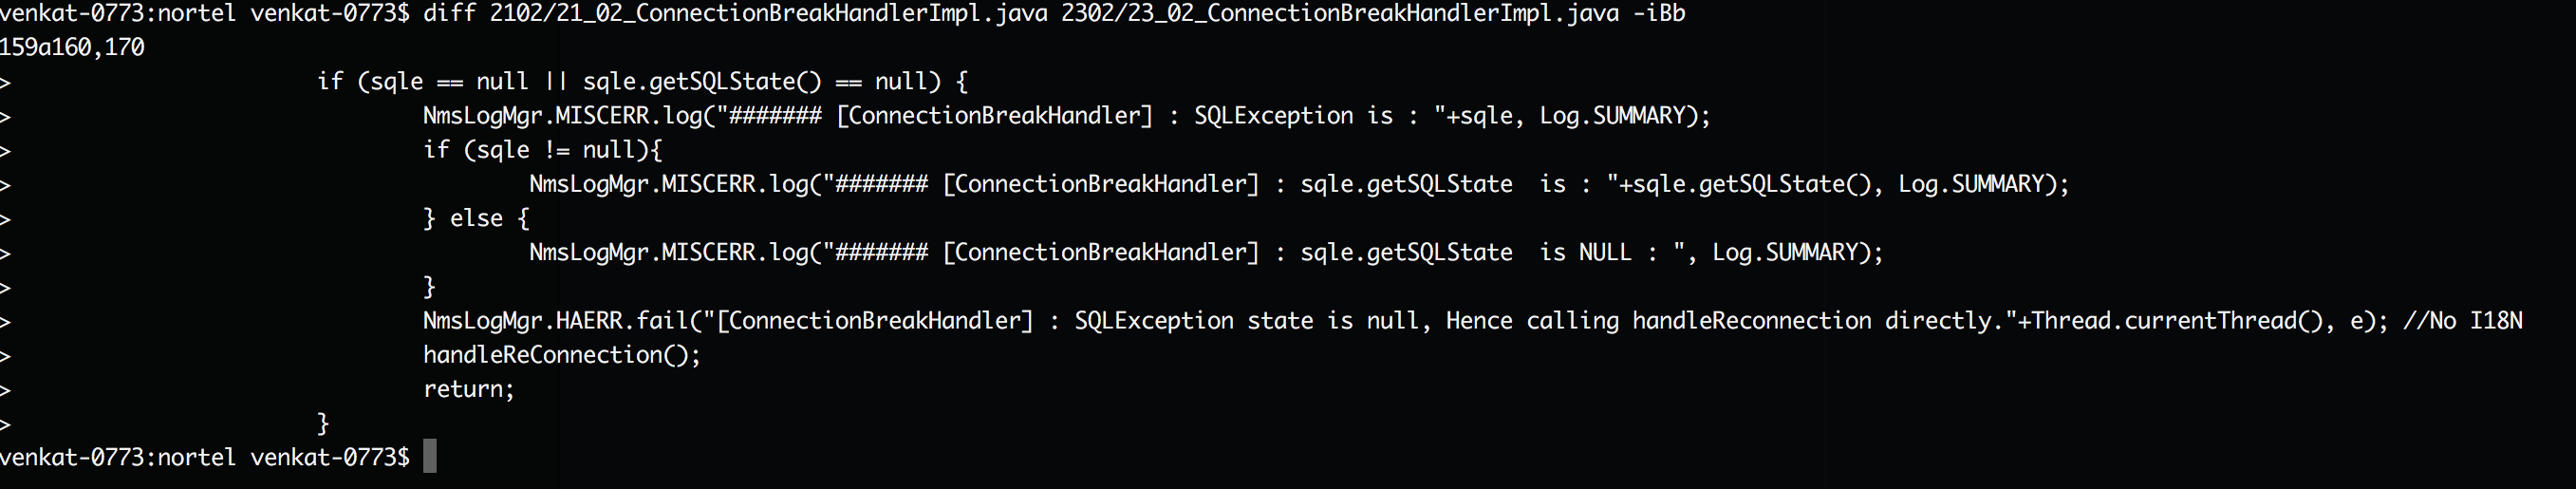 venkat-0773:nortel venkat-0773$ diff 2102/21_02_ConnectionBreakHandlerImpl.java 2302/23_02_ConnectionBreakHandlerImpl.java -iBb
159a160,170
> if (sqle == null || sqle.getSQLState() == null) {
> NmsLogMgr.MISCERR.log("####### [ConnectionBreakHandler] : SQLException is : "+sqle, Log.SUMMARY);
> if (sqle != null){
> NmsLogMgr.MISCERR.log("####### [ConnectionBreakHandler] : sqle.getSQLState  is : "+sqle.getSQLState(), Log.SUMMARY);
> } else {
> NmsLogMgr.MISCERR.log("####### [ConnectionBreakHandler] : sqle.getSQLState  is NULL : ", Log.SUMMARY);
> }
> NmsLogMgr.HAERR.fail("[ConnectionBreakHandler] : SQLException state is null, Hence calling handleReconnection directly."+Thread.currentThread(), e); //No I18N
> handleReConnection();
> return;
> }
venkat-0773:nortel venkat-0773$